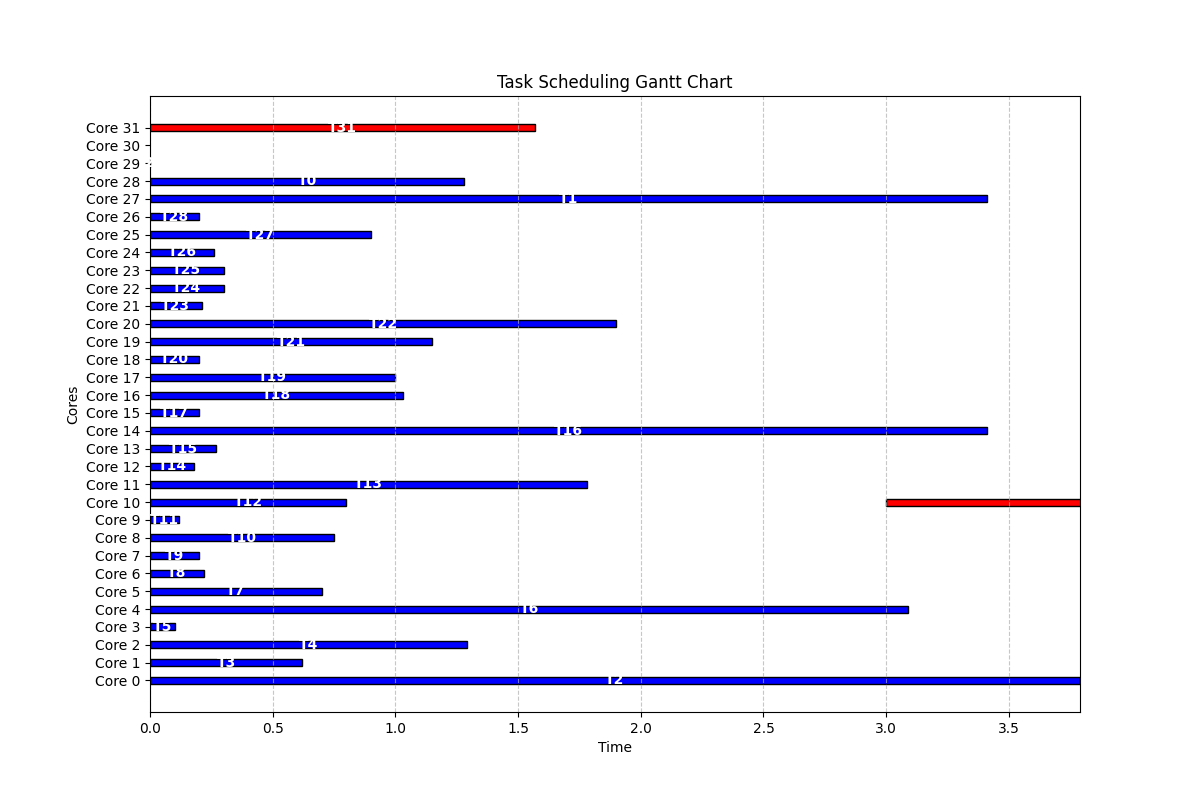 Task Scheduling Gantt Chart
Core 31 T31
Core 30
Core 29
Core 28 T0
Core 27 T1
Core 26 T28
Core 25 T27
Core 24 T26
Core 23 T25
Core 22 T24
Core 21 T23
Core 20 T22
Core 19 T21
Core 18 T20
Core 17 T19
Core 16 T18
Core 15 T17
Core 14 T16
Core 13 T15
Core 12 T14
Core 11 T13
Core 10 T12
Core 9 T11
Core 8 T10
Core 7 T9
Core 6 T8
Core 5 T7
Core 4 T6
Core 3 T5
Core 2 T4
Core 1 T3
Core 0 T2
Cores
0.0 0.5 1.0 1.5 2.0 2.5 3.0 3.5
Time